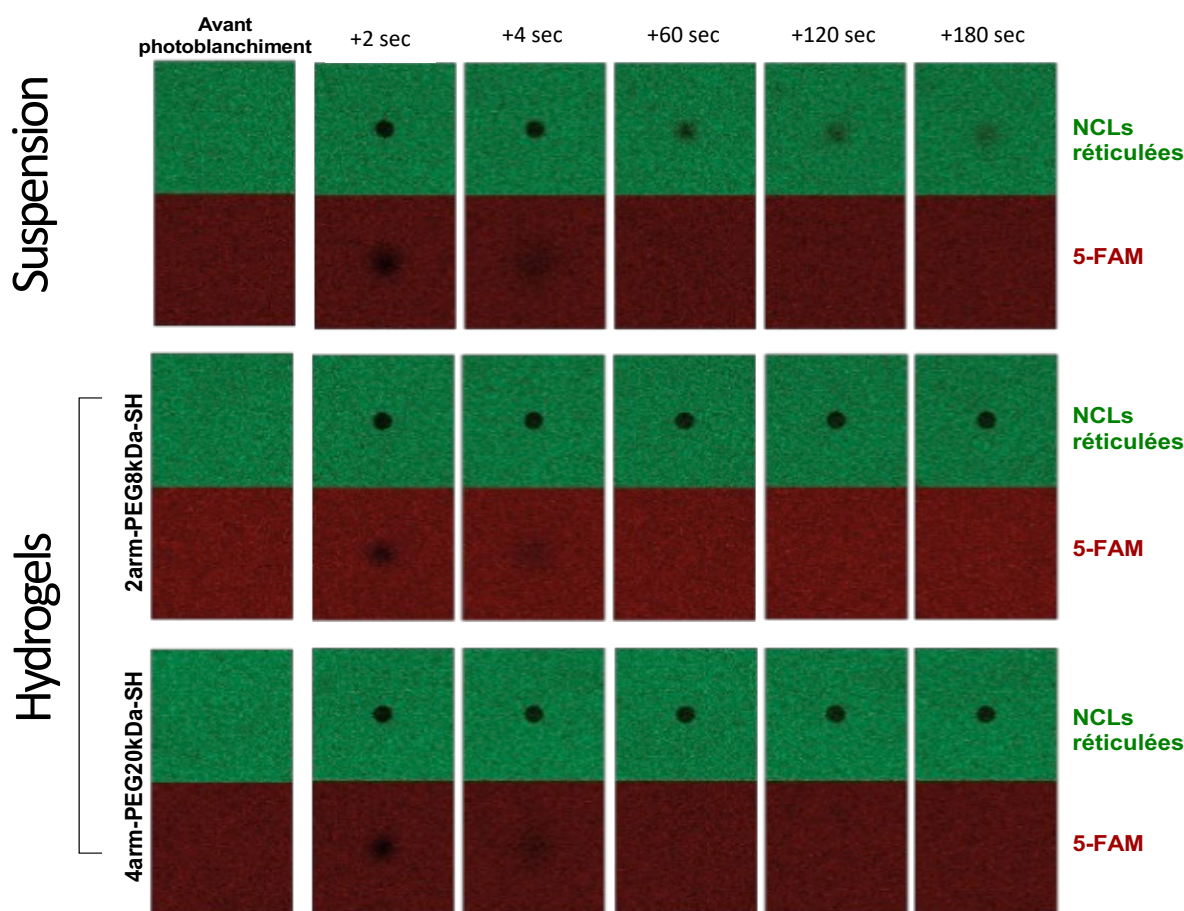 Avant
photoblanchiment
+2 sec
+4 sec
+60 sec
+120 sec
+180 sec
Suspension
NCLs
réticulées
5-FAM
Hydrogels
2arm-PEG8kDa-SH
NCLs
réticulées
5-FAM
4arm-PEG20kDa-SH
NCLs
réticulées
5-FAM